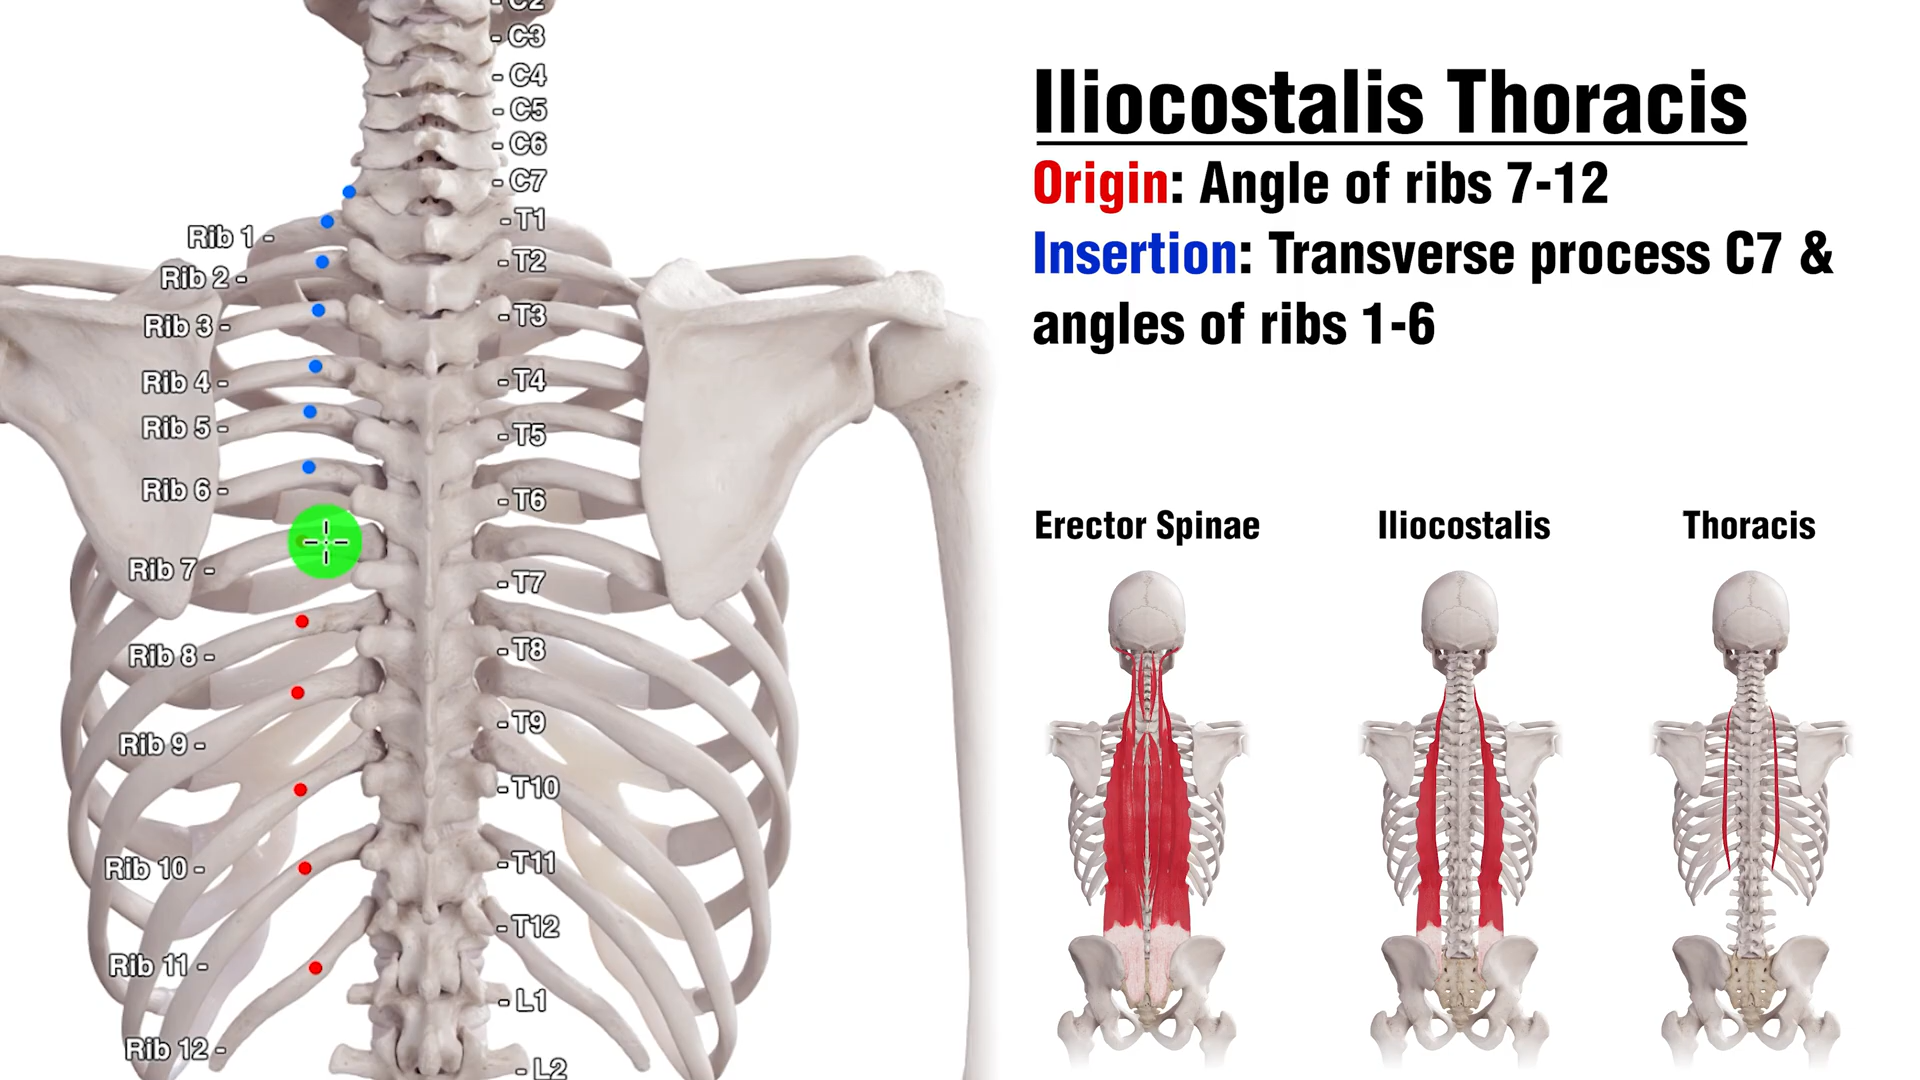 - C2
- C3
- C4
- C5
- C6
- C7
- T1
Rib 1 -
- T2
Rib 2 -
- T3
Rib 3 -
- T4
Rib 4 -
- T5
Rib 5 -
- T6
Rib 6 -
- T7
Rib 7 -
- T8
Rib 8 -
- T9
Rib 9 -
- T10
Rib 10 -
- T11
- T12
Rib 11 -
- L1
Rib 12 -
- L2
Iliocostalis Thoracis
Origin: Angle of ribs 7-12
Insertion: Transverse process C7 &
angles of ribs 1-6
Erector Spinae
Iliocostalis
Thoracis